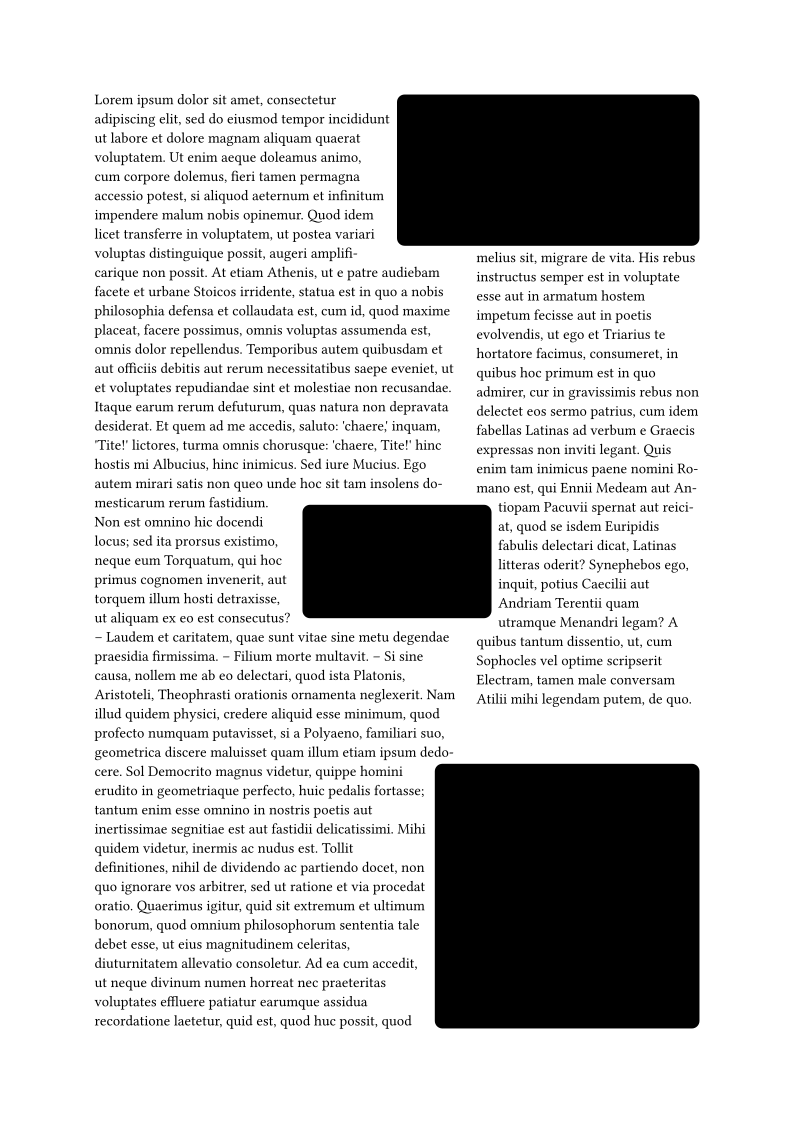 Lorem ipsum dolor sit amet, consectetur
adipiscing elit, sed do eiusmod tempor incididunt
ut labore et dolore magnam aliquam quaerat
voluptatem. Ut enim aeque doleamus animo,
cum corpore dolemus, fieri tamen permagna
accessio potest, si aliquod aeternum et infinitum
impendere malum nobis opinemur. Quod idem
licet transferre in voluptatem, ut postea variari
voluptas distinguique possit, augeri amplifi-
carique non possit. At etiam Athenis, ut e patre audiebam
facete et urbane Stoicos irridente, statua est in quo a nobis
philosophia defensa et collaudata est, cum id, quod maxime
placeat, facere possimus, omnis voluptas assumenda est,
omnis dolor repellendus. Temporibus autem quibusdam et
aut officiis debitis aut rerum necessitatibus saepe eveniet, ut
et voluptates repudiandae sint et molestiae non recusandae.
Itaque earum rerum defuturum, quas natura non depravata
desiderat. Et quem ad me accedis, saluto: 'chaere,' inquam,
'Tite!' lictores, turma omnis chorusque: 'chaere, Tite!' hinc
hostis mi Albucius, hinc inimicus. Sed iure Mucius. Ego
autem mirari satis non queo unde hoc sit tam insolens do-
mesticarum rerum fastidium.
Non est omnino hic docendi
locus; sed ita prorsus existimo,
neque eum Torquatum, qui hoc
primus cognomen invenerit, aut
torquem illum hosti detraxisse,
ut aliquam ex eo est consecutus?
– Laudem et caritatem, quae sunt vitae sine metu degendae
praesidia firmissima. – Filium morte multavit. – Si sine
causa, nollem me ab eo delectari, quod ista Platonis,
Aristoteli, Theophrasti orationis ornamenta neglexerit. Nam
illud quidem physici, credere aliquid esse minimum, quod
profecto numquam putavisset, si a Polyaeno, familiari suo,
geometrica discere maluisset quam illum etiam ipsum dedo-
cere. Sol Democrito magnus videtur, quippe homini
erudito in geometriaque perfecto, huic pedalis fortasse;
tantum enim esse omnino in nostris poetis aut
inertissimae segnitiae est aut fastidii delicatissimi. Mihi
quidem videtur, inermis ac nudus est. Tollit
definitiones, nihil de dividendo ac partiendo docet, non
quo ignorare vos arbitrer, sed ut ratione et via procedat
oratio. Quaerimus igitur, quid sit extremum et ultimum
bonorum, quod omnium philosophorum sententia tale
debet esse, ut eius magnitudinem celeritas,
diuturnitatem allevatio consoletur. Ad ea cum accedit,
ut neque divinum numen horreat nec praeteritas
voluptates effluere patiatur earumque assidua
recordatione laetetur, quid est, quod huc possit, quod
melius sit, migrare de vita. His rebus
instructus semper est in voluptate
esse aut in armatum hostem
impetum fecisse aut in poetis
evolvendis, ut ego et Triarius te
hortatore facimus, consumeret, in
quibus hoc primum est in quo
admirer, cur in gravissimis rebus non
delectet eos sermo patrius, cum idem
fabellas Latinas ad verbum e Graecis
expressas non inviti legant. Quis
enim tam inimicus paene nomini Ro-
mano est, qui Ennii Medeam aut An-
tiopam Pacuvii spernat aut reici-
at, quod se isdem Euripidis
fabulis delectari dicat, Latinas
litteras oderit? Synephebos ego,
inquit, potius Caecilii aut
Andriam Terentii quam
utramque Menandri legam? A
quibus tantum dissentio, ut, cum
Sophocles vel optime scripserit
Electram, tamen male conversam
Atilii mihi legendam putem, de quo.